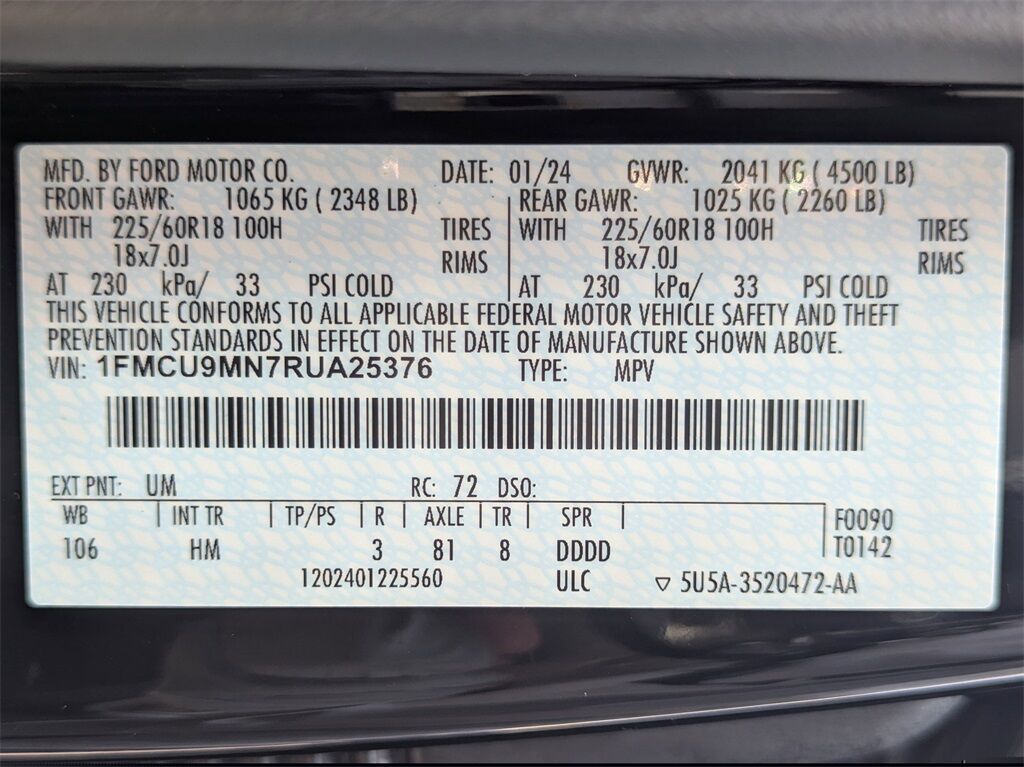 MFD. BY FORD MOTOR CO. DATE: 01/24 GVWR: 2041 KG ( 4500 LB)
FRONT GAWR: 1065 KG ( 2348 LB) REAR GAWR: 1025 KG ( 2260 LB)
WITH 225/60R18 100H TIRES WITH 225/60R18 100H TIRES
18x7.0J RIMS 18x7.0J RIMS
AT 230 kPa/ 33 PSI COLD AT 230 kPa/ 33 PSI COLD
THIS VEHICLE CONFORMS TO ALL APPLICABLE FEDERAL MOTOR VEHICLE SAFETY AND THEFT
PREVENTION STANDARDS IN EFFECT ON THE DATE OF MANUFACTURE SHOWN ABOVE.
VIN: 1FMCU9MN7RUA25376 TYPE: MPV
EXT PNT: UM RC: 72 DSO:
WB INT TR TP/PS R AXLE TR SPR F0090
106 HM 3 81 8 DDDD T0142
1202401225560 ULC ▽ 5U5A-3520472-AA